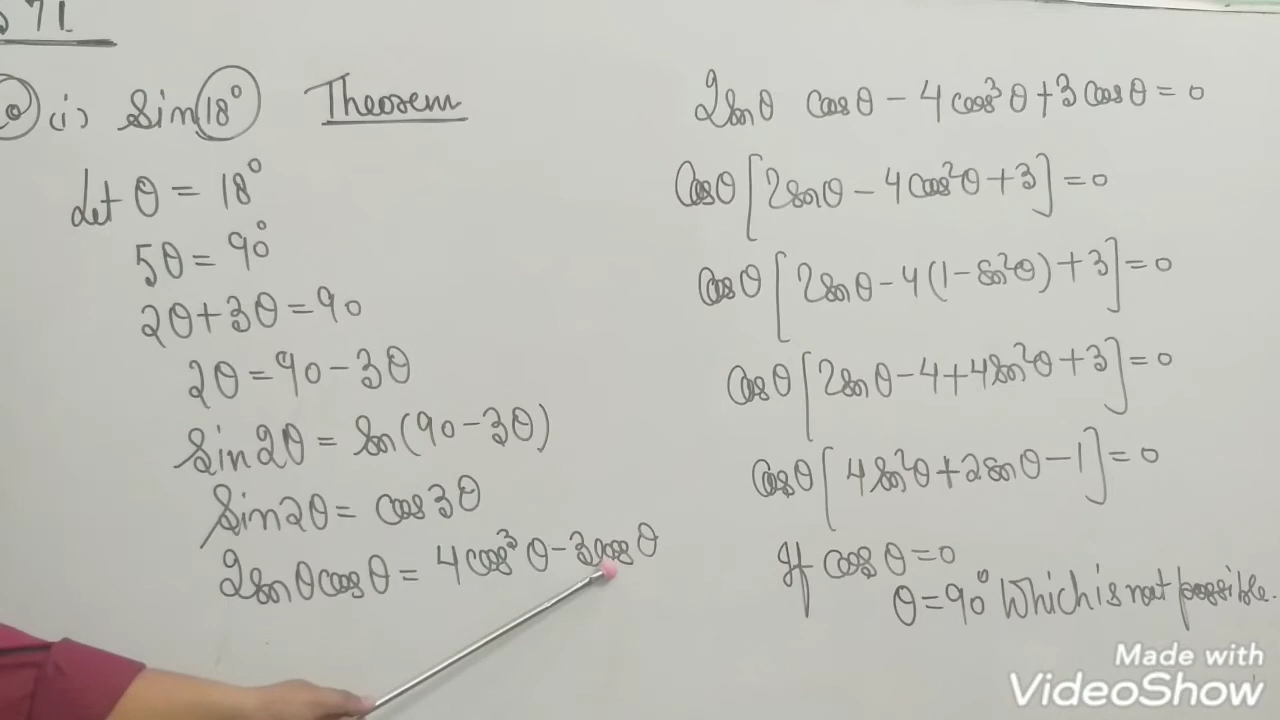 71
(i) Sin 18° Theorem
Let θ = 18°
5θ = 90°
2θ + 3θ = 90
2θ = 90 - 3θ
Sin 2θ = Sin (90 - 3θ)
Sin 2θ = cos 3θ
2 Sin θ cos θ = 4 cos³ θ - 3 cos θ
2 Sin θ cos θ - 4 cos³ θ + 3 cos θ = 0
Cos θ [2 Sin θ - 4 cos² θ + 3] = 0
Cos θ [2 Sin θ - 4 (1 - Sin² θ) + 3] = 0
Cos θ [2 Sin θ - 4 + 4 Sin² θ + 3] = 0
Cos θ [4 Sin² θ + 2 Sin θ - 1] = 0
If cos θ = 0
θ = 90° Which is not possible.
Made with
VideoShow